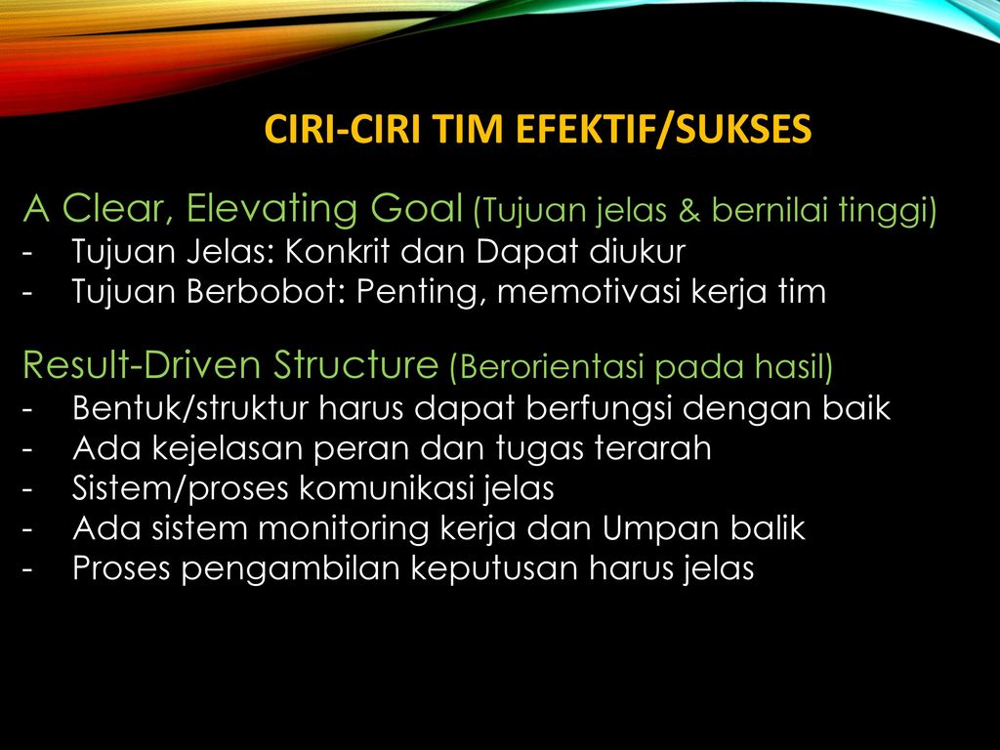 CIRI-CIRI TIM EFEKTIF/SUKSES
A Clear, Elevating Goal (Tujuan jelas & bernilai tinggi)
- Tujuan Jelas: Konkrit dan Dapat diukur
- Tujuan Berbobot: Penting, memotivasi kerja tim
Result-Driven Structure (Berorientasi pada hasil)
- Bentuk/struktur harus dapat berfungsi dengan baik
- Ada kejelasan peran dan tugas terarah
- Sistem/proses komunikasi jelas
- Ada sistem monitoring kerja dan Umpan balik
- Proses pengambilan keputusan harus jelas